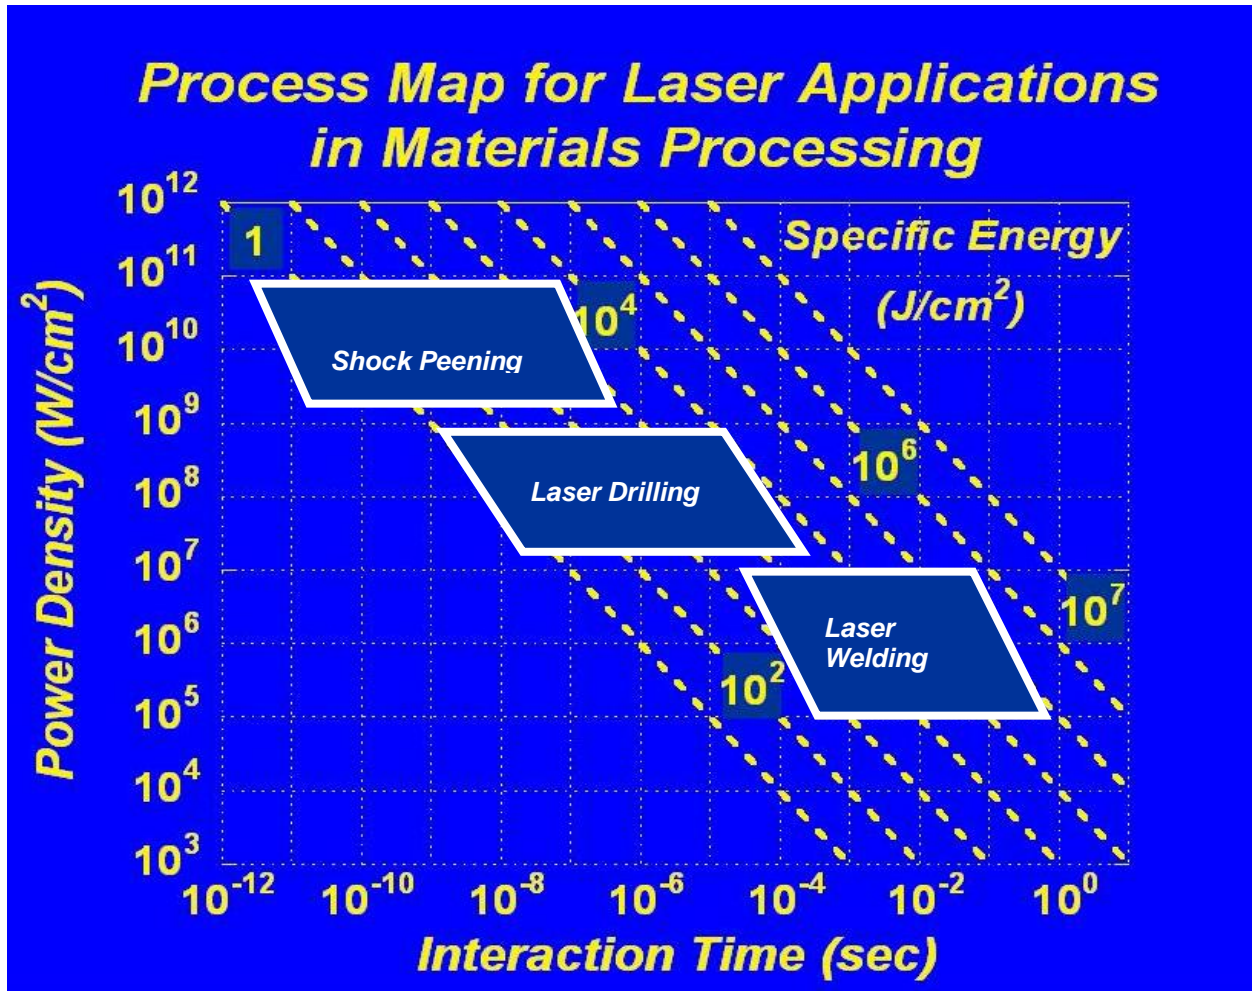 Process Map for Laser Applications
in Materials Processing
Power Density (W/cm²)
10¹²
10¹¹
10¹⁰
10⁹
10⁸
10⁷
10⁶
10⁵
10⁴
10³
1
Specific Energy
(J/cm²)
10⁴
Shock Peening
10⁶
Laser Drilling
10⁷
Laser
Welding
10²
10⁻¹² 10⁻¹⁰ 10⁻⁸ 10⁻⁶ 10⁻⁴ 10⁻² 10⁰
Interaction Time (sec)